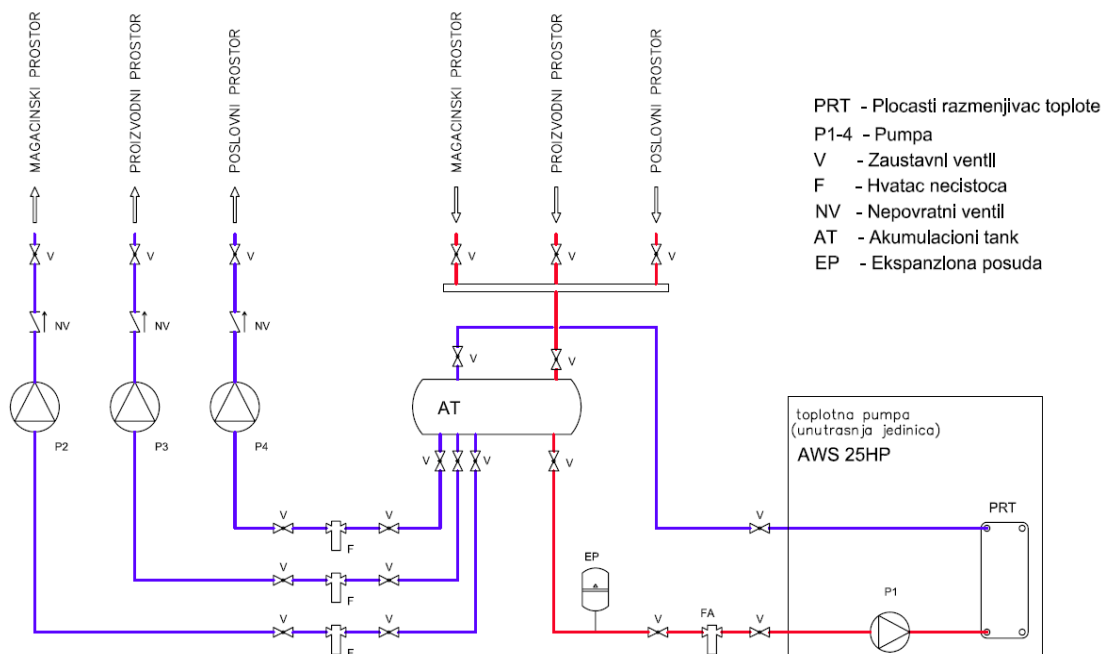 MAGACINSKI PROSTOR
PROIZVODNI PROSTOR
POSLOVNI PROSTOR
MAGACINSKI PROSTOR
PROIZVODNI PROSTOR
POSLOVNI PROSTOR
PRT - Plocasti razmenjivac toplote
P1-4 - Pumpa
V - Zaustavni ventil
F - Hvatac necistoca
NV - Nepovratni ventil
AT - Akumulacioni tank
EP - Ekspanziona posuda
V
V
V
V
V
V
NV
NV
NV
V
V
AT
P2
P3
P4
toplotna pumpa
(unutrasnja jedinica)
AWS 25HP
V
V
V
V
PRT
V
V
V
F
EP
V
V
F
P1
FA
V
V
V
V
F